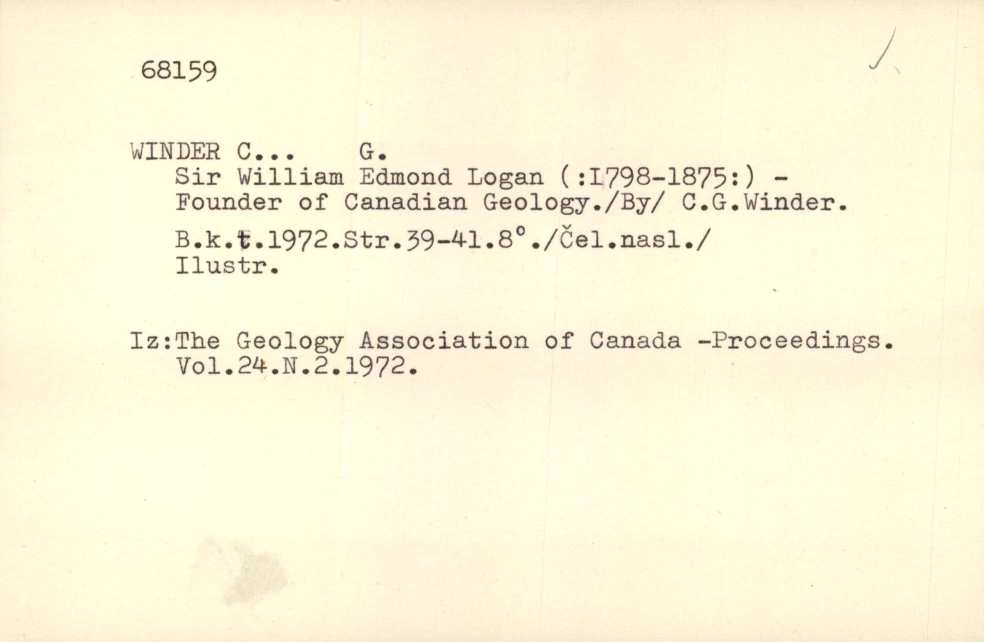 68159
WINDER C... G.
Sir William Edmond Logan (:I798-1875:) -
Founder of Canadian Geology./By/ C.G.Winder.
B.k.t.1972.Str.39-41.8°./Čel.nasl./
Ilustr.
Iz:The Geology Association of Canada -Proceedings.
Vol.24.N.2.1972.